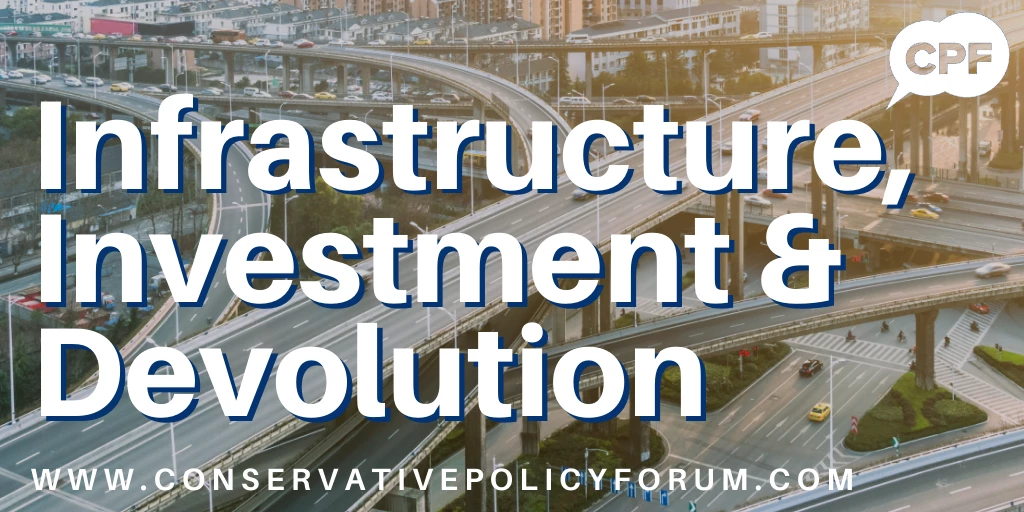 CPF
Infrastructure,
Investment &
Devolution
WWW.CONSERVATIVEPOLICYFORUM.COM